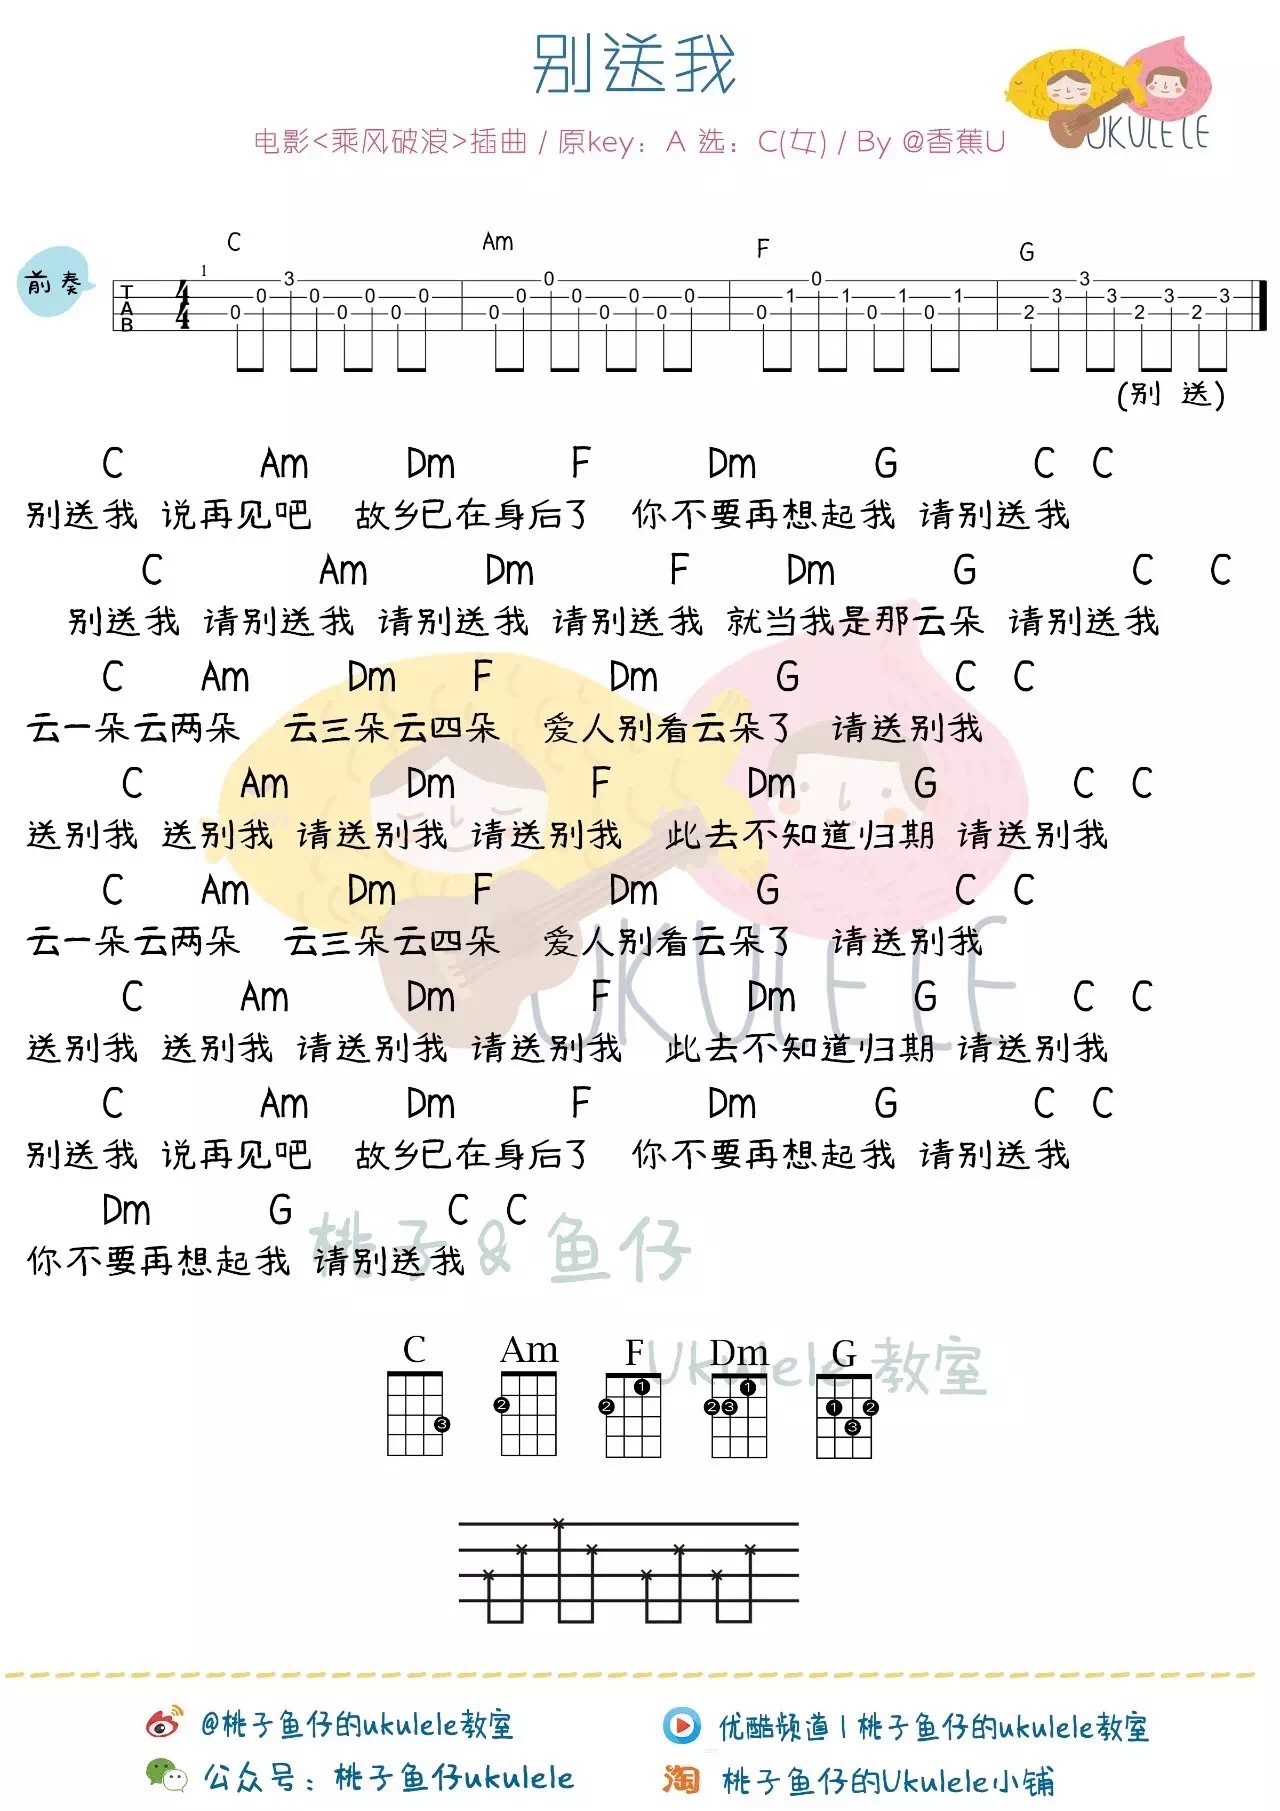 别送我
电影<乘风破浪>插曲 / 原key：A 选：C(女) / By @香蕉U
UKULELE
前奏
C Am F G
1
T A B 4/4
3 0 3
0 0 0 0 0 0 0 0 1 1 1 1 3 3 3 3
0 0 0 0 0 0 0 0 0 2 2 2
(别 送)
C Am Dm F Dm G C C
别送我 说再见吧 故乡已在身后了 你不要再想起我 请别送我
C Am Dm F Dm G C C
别送我 请别送我 请别送我 请别送我 就当我是那云朵 请别送我
C Am Dm F Dm G C C
云一朵云两朵 云三朵云四朵 爱人别看云朵了 请送别我
C Am Dm F Dm G C C
送别我 送别我 请送别我 请送别我 此去不知道归期 请送别我
C Am Dm F Dm G C C
云一朵云两朵 云三朵云四朵 爱人别看云朵了 请送别我
UKULELE
C Am Dm F Dm G C C
送别我 送别我 请送别我 请送别我 此去不知道归期 请送别我
C Am Dm F Dm G C C
别送我 说再见吧 故乡已在身后了 你不要再想起我 请别送我
Dm G C C
桃子 & 鱼仔
你不要再想起我 请别送我
C Am F Dm G
Ukulele 教室
3 2 2 1 2 3 1 1 3 2
@桃子鱼仔的ukulele教室
优酷频道 | 桃子鱼仔的ukulele教室
公众号：桃子鱼仔ukulele
淘 桃子鱼仔的Ukulele小铺